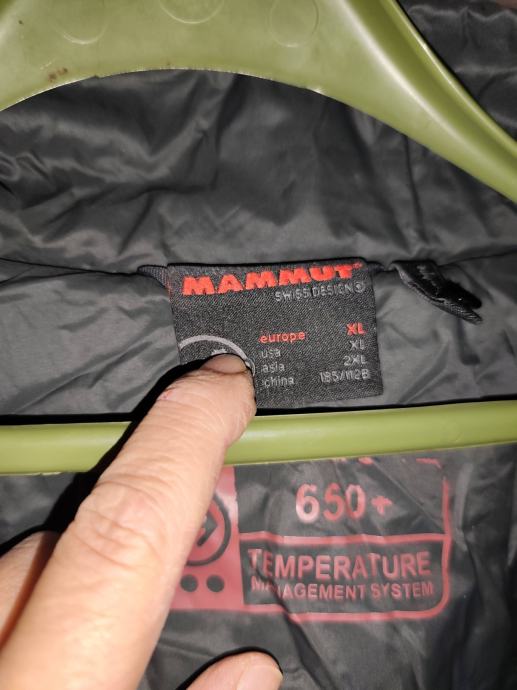 MAMMUT
SWISS DESIGN
europe XL
usa XL
asia 2XL
china 185/112B
650+
TEMPERATURE
MANAGEMENT SYSTEM